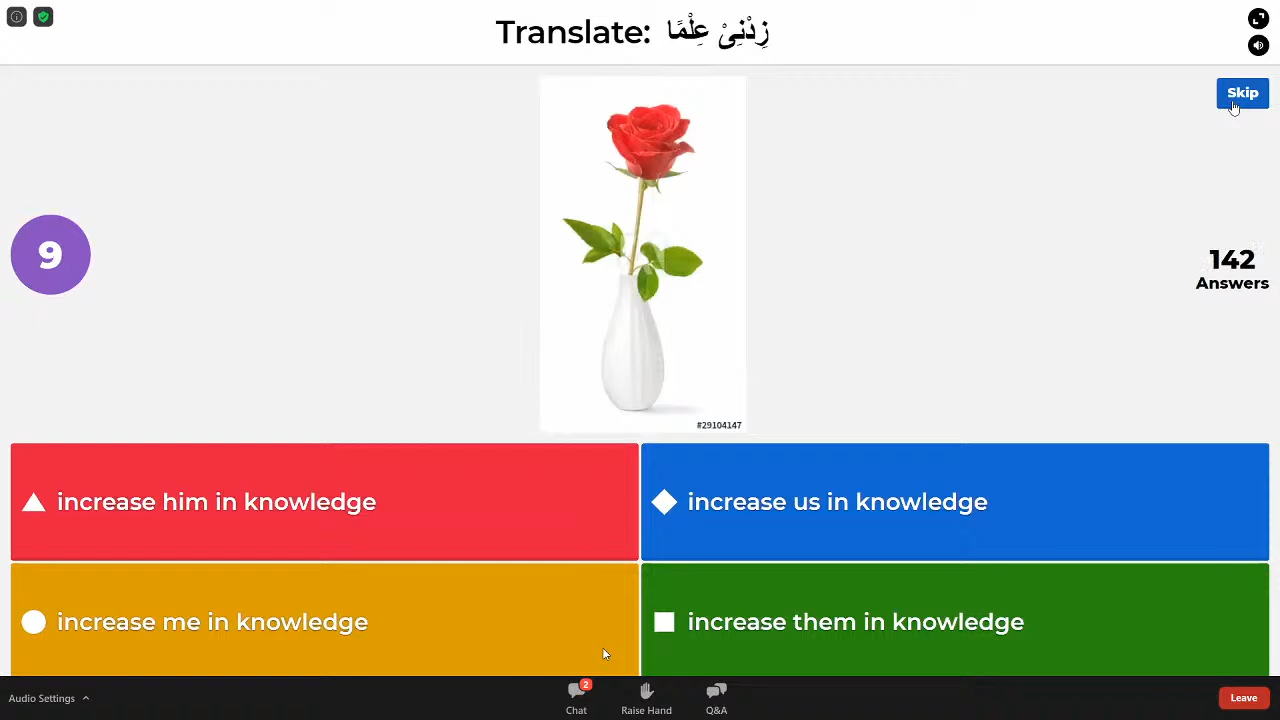 Translate: زِدْنِىْ عِلْمًا
Skip
9
142
Answers
#29104147
increase him in knowledge
increase us in knowledge
increase me in knowledge
increase them in knowledge
Audio Settings
2
Chat
Raise Hand
Q&A
Leave